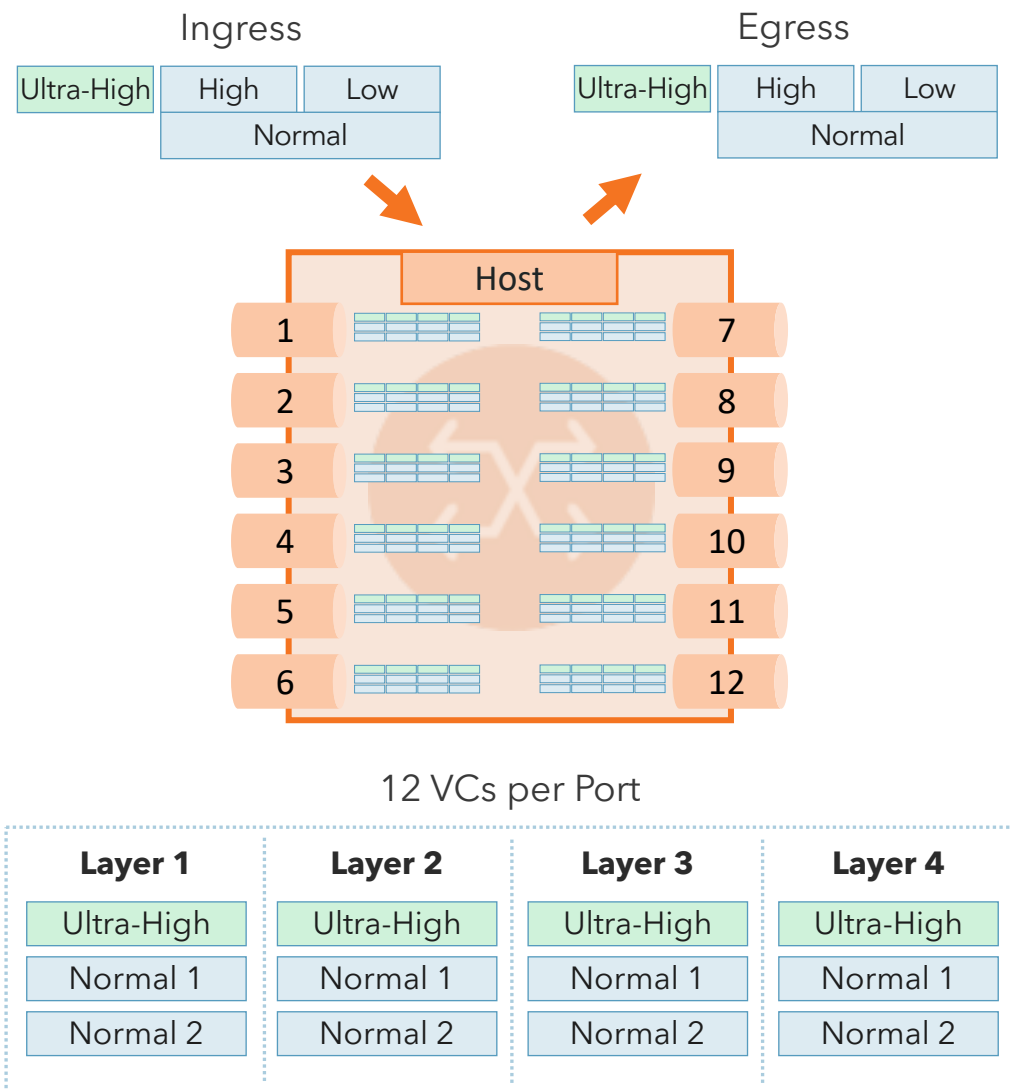 Ingress Egress
Ultra-High High Low Ultra-High High Low
Normal Normal
Host
1 7
2 8
3 9
4 10
5 11
6 12
12 VCs per Port
Layer 1 Layer 2 Layer 3 Layer 4
Ultra-High Ultra-High Ultra-High Ultra-High
Normal 1 Normal 1 Normal 1 Normal 1
Normal 2 Normal 2 Normal 2 Normal 2